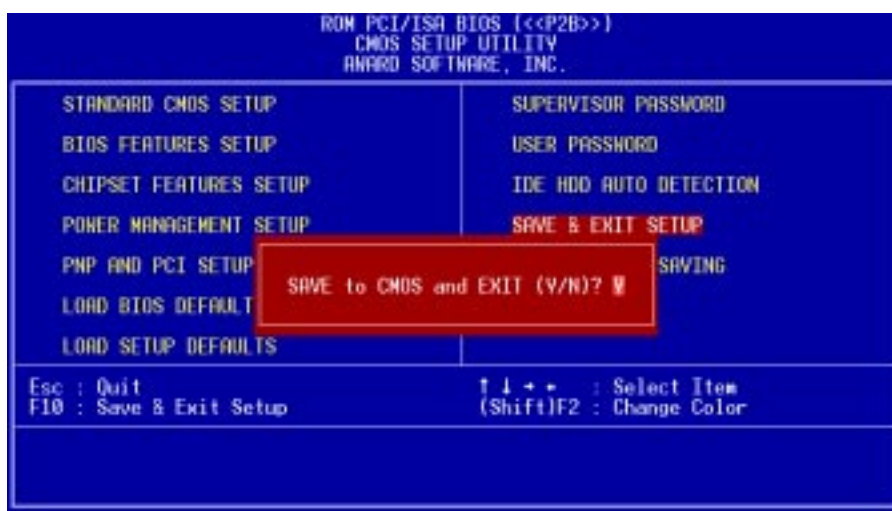 ROM PCI/ISA BIOS (<<P2B>>)
CMOS SETUP UTILITY
AWARD SOFTWARE, INC.
STANDARD CMOS SETUP
BIOS FEATURES SETUP
CHIPSET FEATURES SETUP
POWER MANAGEMENT SETUP
PNP AND PCI SETUP
LOAD BIOS DEFAULT
LOAD SETUP DEFAULTS
SUPERVISOR PASSWORD
USER PASSWORD
IDE HDD AUTO DETECTION
SAVE & EXIT SETUP
SAVING
SAVE to CMOS and EXIT (Y/N)? Y
Esc : Quit
F10 : Save & Exit Setup
↑ ↓ → ← : Select Item
(Shift)F2 : Change Color